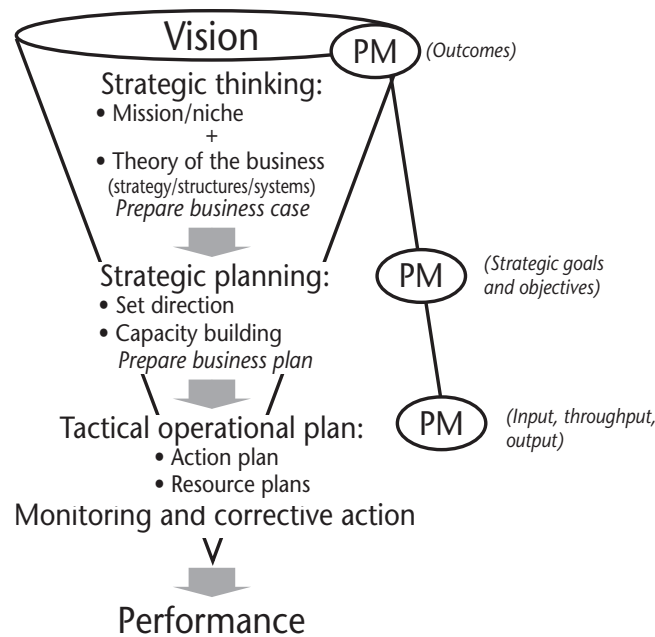 Vision
PM
(Outcomes)
Strategic thinking:
• Mission/niche
+
• Theory of the business
(strategy/structures/systems)
Prepare business case
Strategic planning:
• Set direction
• Capacity building
Prepare business plan
PM
(Strategic goals
and objectives)
Tactical operational plan:
• Action plan
• Resource plans
PM
(Input, throughput,
output)
Monitoring and corrective action
Performance